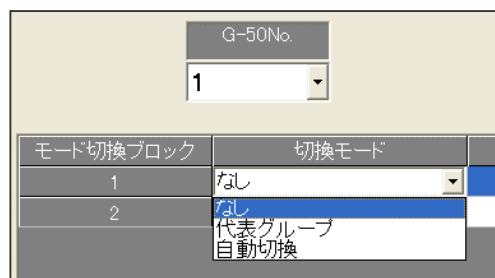 G-50No.
1
モード切換ブロック 切換モード
1 なし
2 なし
代表グループ
自動切換